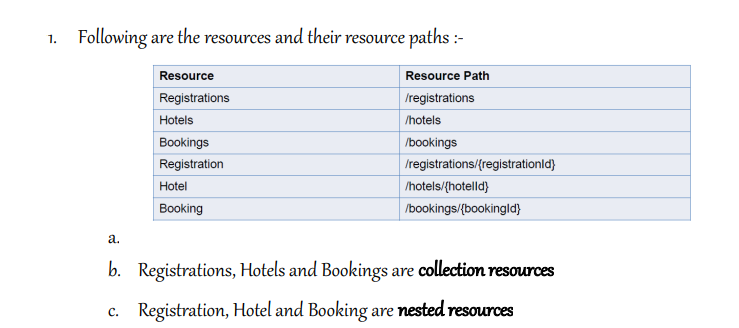 1. Following are the resources and their resource paths :-
Resource Resource Path
Registrations /registrations
Hotels /hotels
Bookings /bookings
Registration /registrations/{registrationId}
Hotel /hotels/{hotelId}
Booking /bookings/{bookingId}
a.
b. Registrations, Hotels and Bookings are collection resources
c. Registration, Hotel and Booking are nested resources